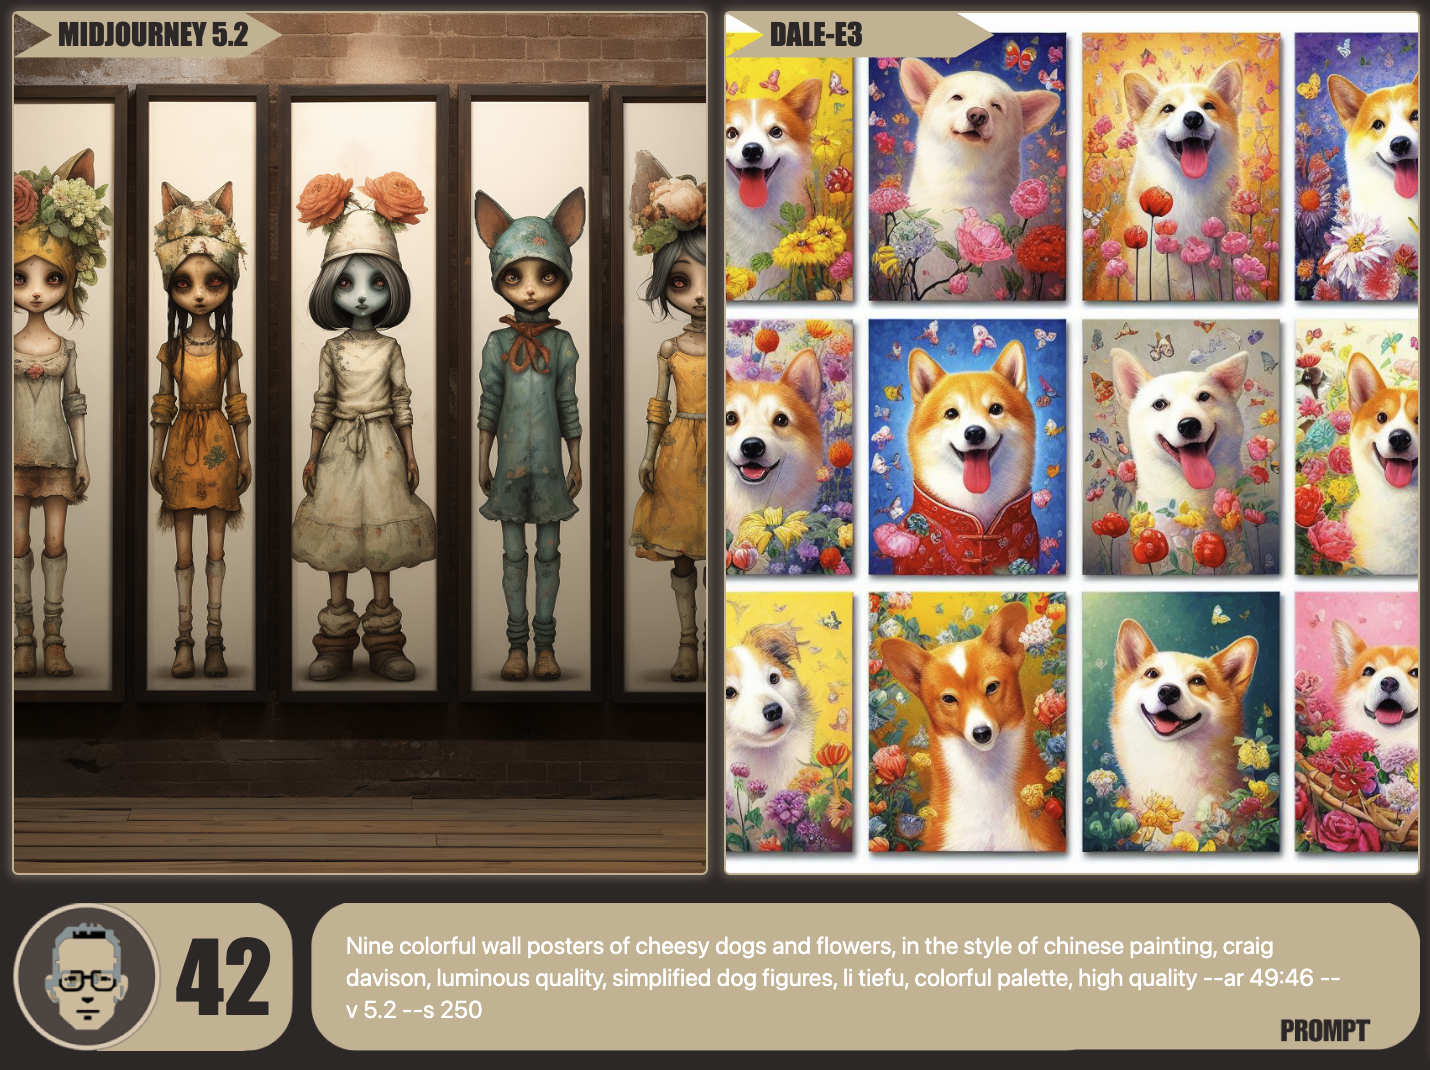 MIDJOURNEY 5.2
DALE-E3
42
Nine colorful wall posters of cheesy dogs and flowers, in the style of chinese painting, craig
davison, luminous quality, simplified dog figures, li tiefu, colorful palette, high quality --ar 49:46 --
v 5.2 --s 250
PROMPT